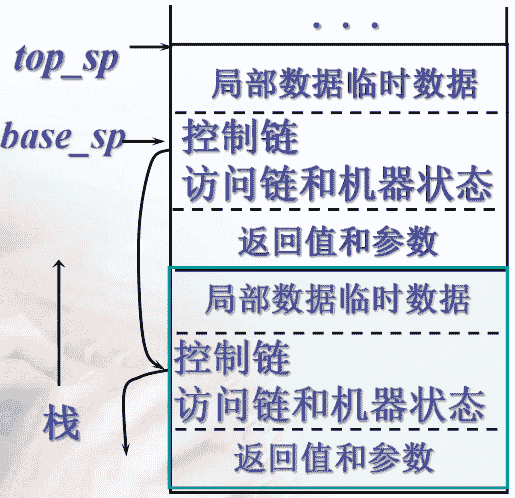 · · ·
top_sp
局部数据临时数据
base_sp
控制链
访问链和机器状态
返回值和参数
局部数据临时数据
控制链
访问链和机器状态
栈
返回值和参数